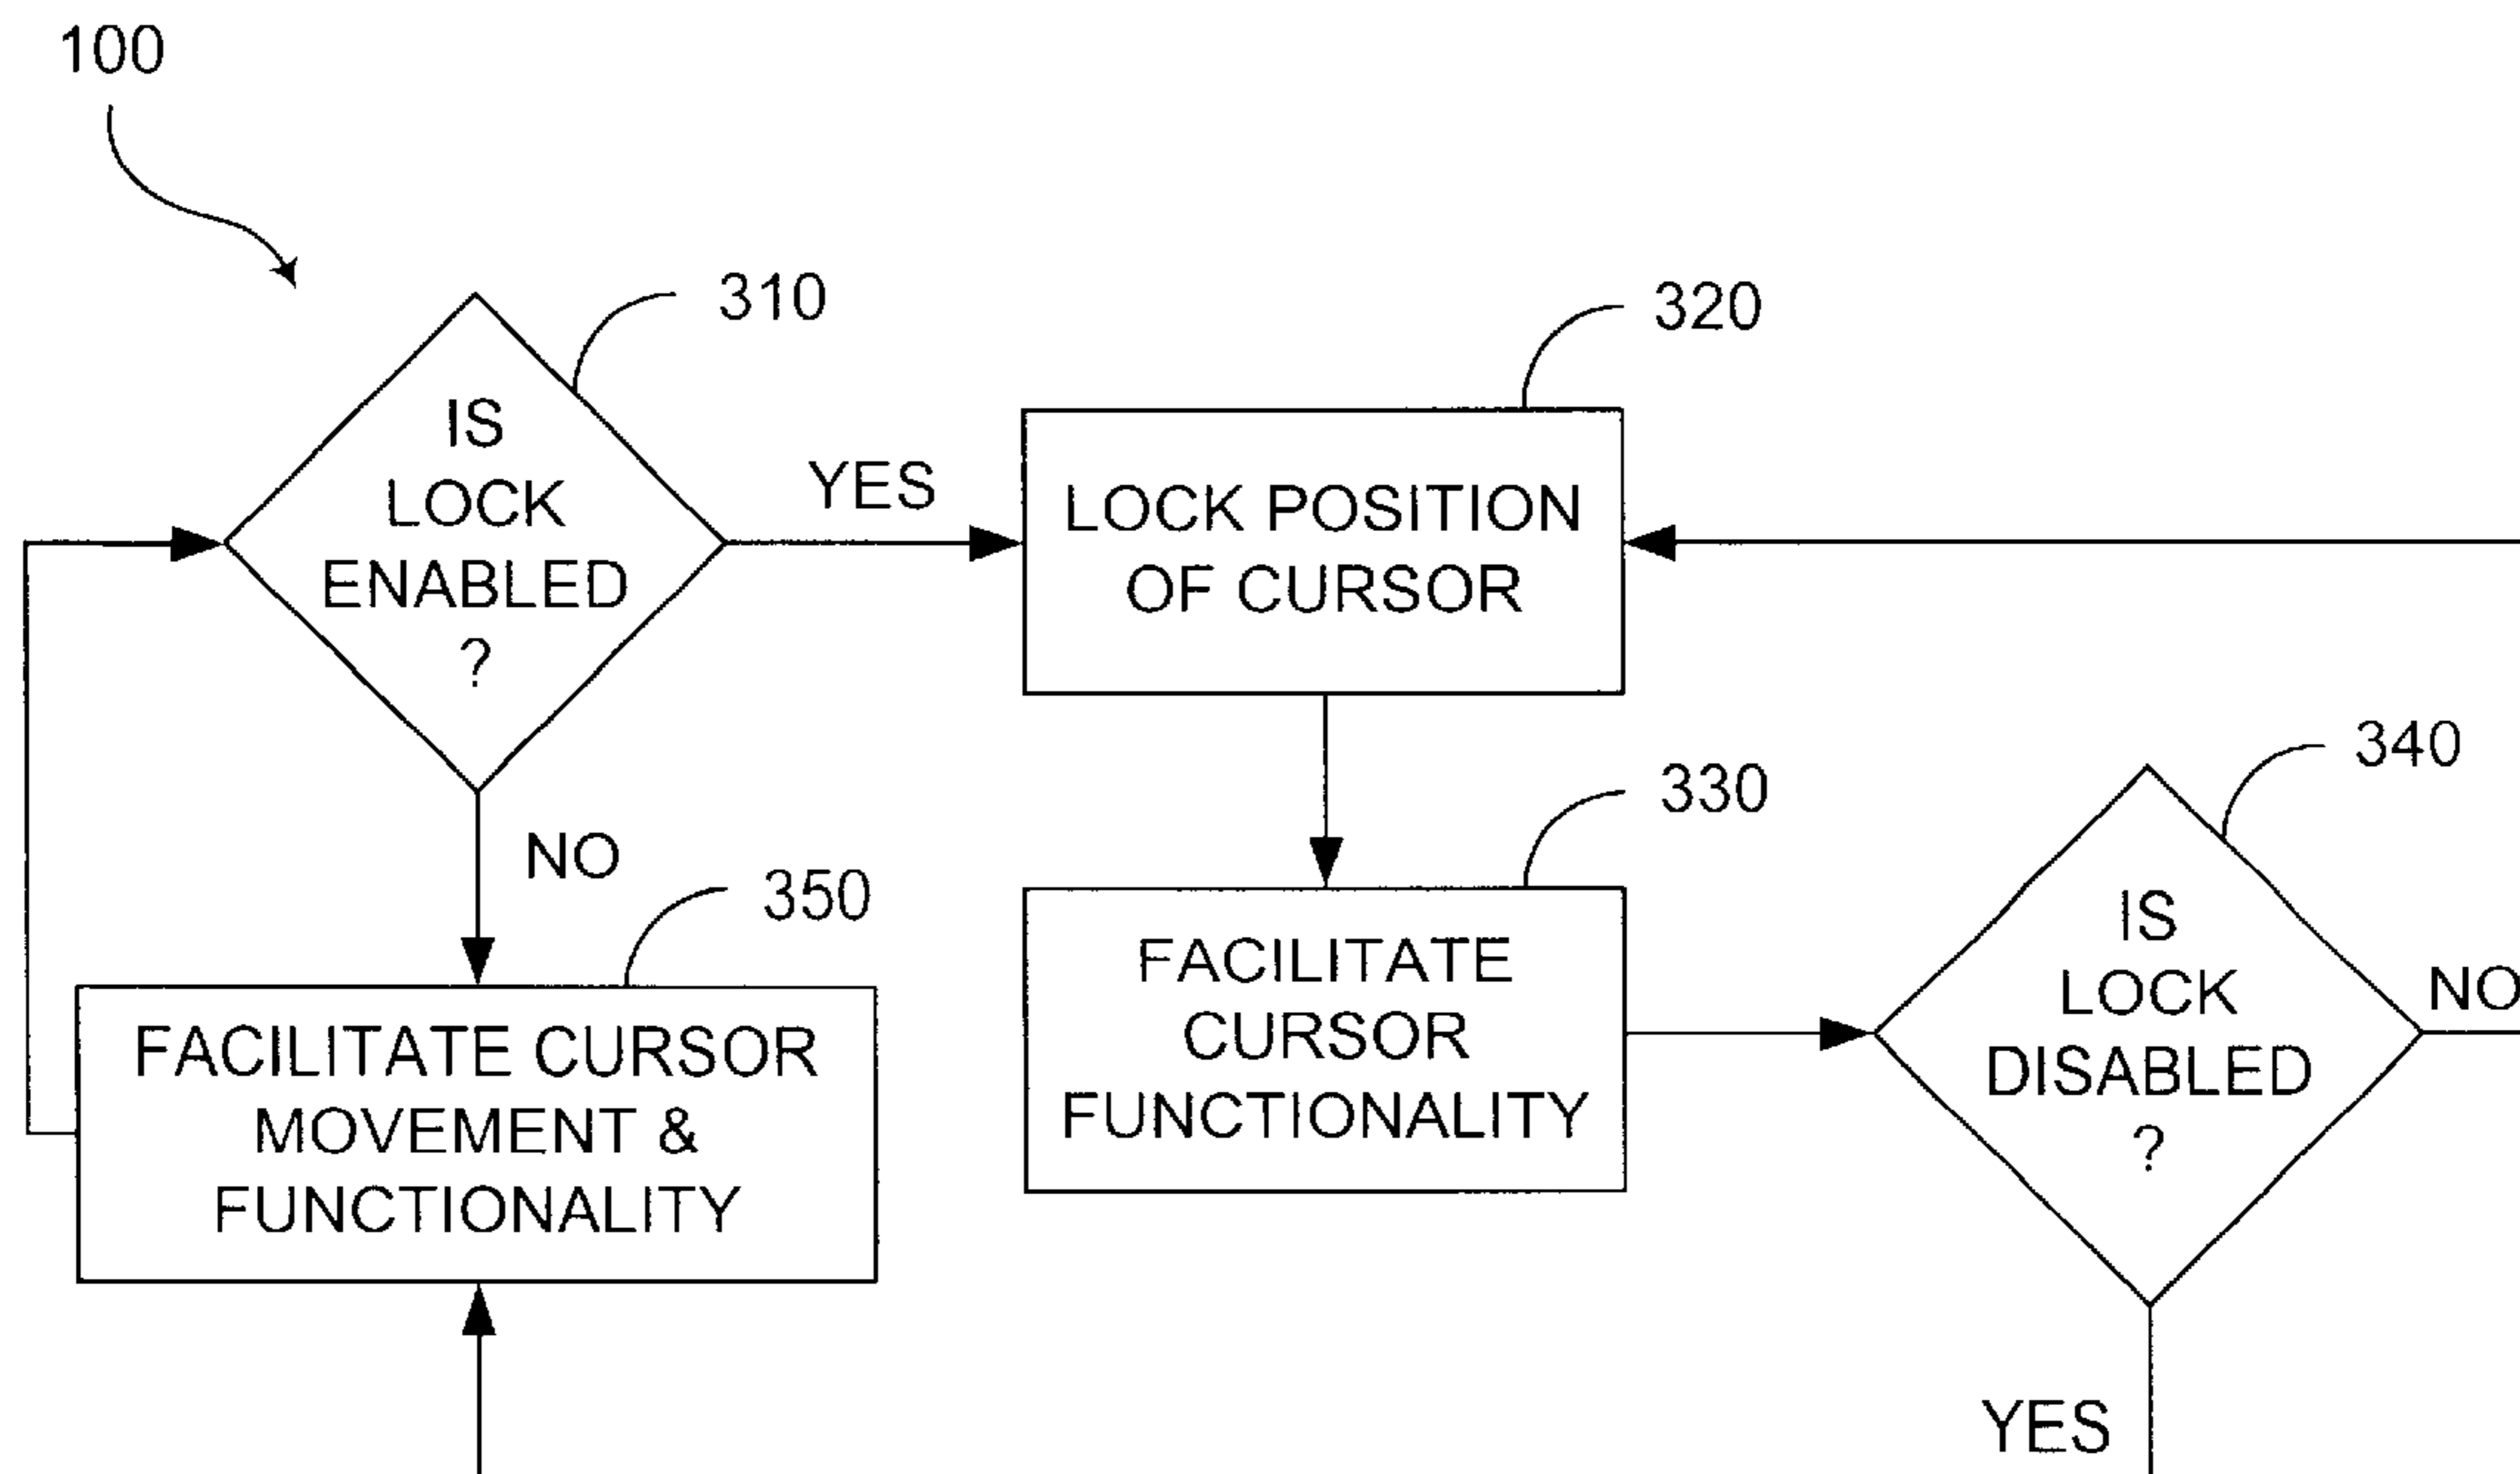 100
310
IS
LOCK
ENABLED
?
YES
320
LOCK POSITION
OF CURSOR
NO
350
FACILITATE CURSOR
MOVEMENT &
FUNCTIONALITY
330
FACILITATE
CURSOR
FUNCTIONALITY
340
IS
LOCK
DISABLED
?
NO
YES